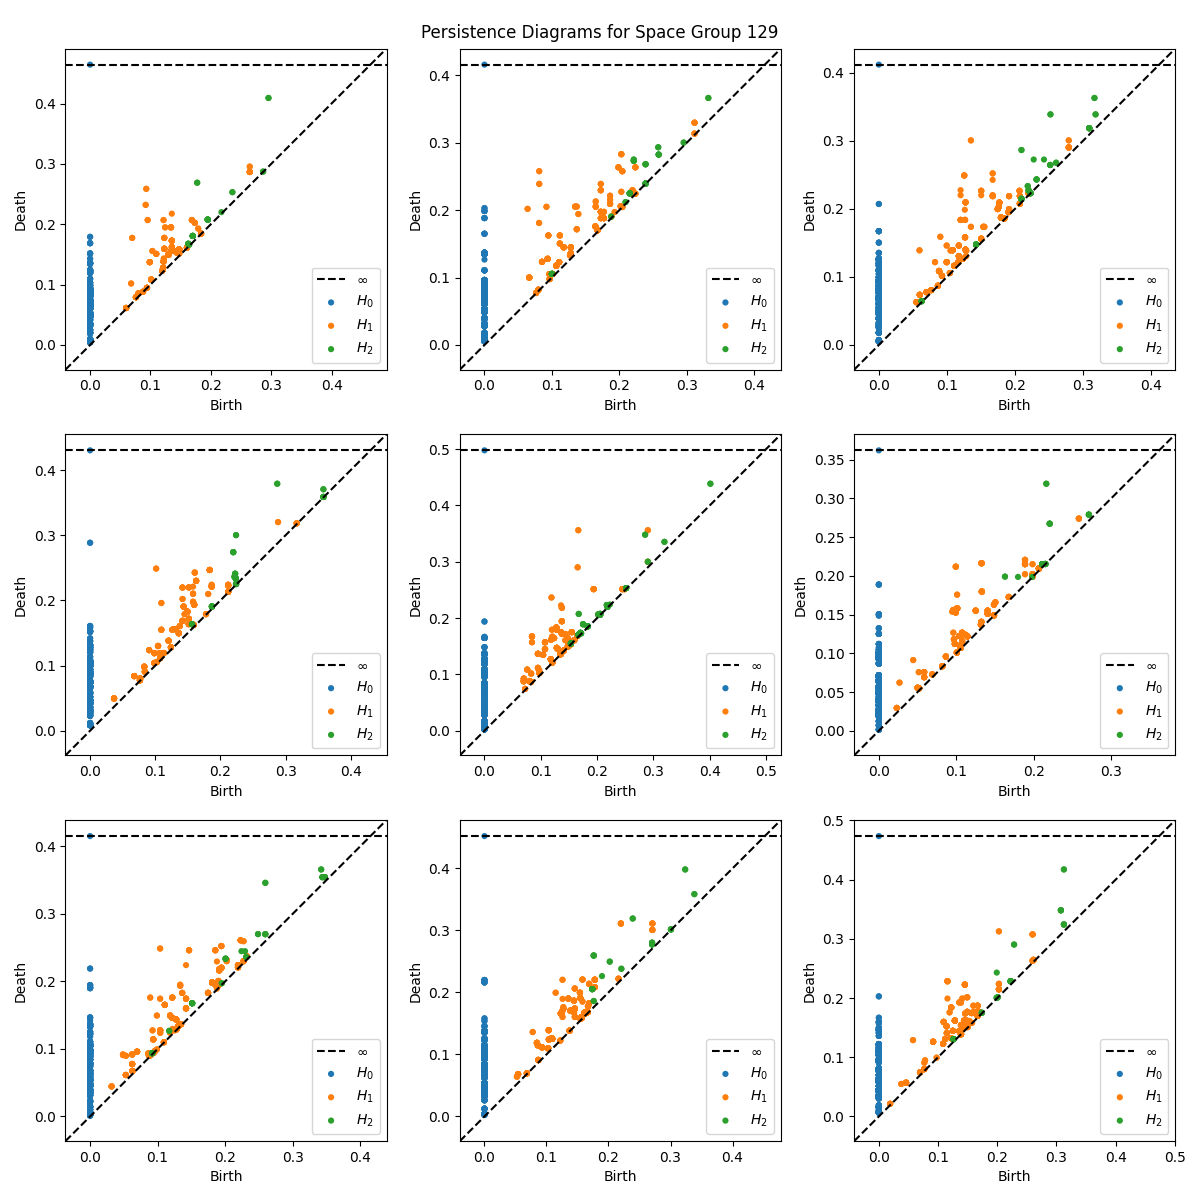 Persistence Diagrams for Space Group 129
Death
0.4
0.3
0.2
0.1
0.0
0.0 0.1 0.2 0.3 0.4
Birth
∞
H₀
H₁
H₂
Death
0.4
0.3
0.2
0.1
0.0
0.0 0.1 0.2 0.3 0.4
Birth
∞
H₀
H₁
H₂
Death
0.4
0.3
0.2
0.1
0.0
0.0 0.1 0.2 0.3 0.4
Birth
∞
H₀
H₁
H₂
Death
0.4
0.3
0.2
0.1
0.0
0.0 0.1 0.2 0.3 0.4
Birth
∞
H₀
H₁
H₂
Death
0.5
0.4
0.3
0.2
0.1
0.0
0.0 0.1 0.2 0.3 0.4 0.5
Birth
∞
H₀
H₁
H₂
Death
0.35
0.30
0.25
0.20
0.15
0.10
0.05
0.00
0.0 0.1 0.2 0.3
Birth
∞
H₀
H₁
H₂
Death
0.4
0.3
0.2
0.1
0.0
0.0 0.1 0.2 0.3 0.4
Birth
∞
H₀
H₁
H₂
Death
0.4
0.3
0.2
0.1
0.0
0.0 0.1 0.2 0.3 0.4
Birth
∞
H₀
H₁
H₂
Death
0.5
0.4
0.3
0.2
0.1
0.0
0.0 0.1 0.2 0.3 0.4 0.5
Birth
∞
H₀
H₁
H₂